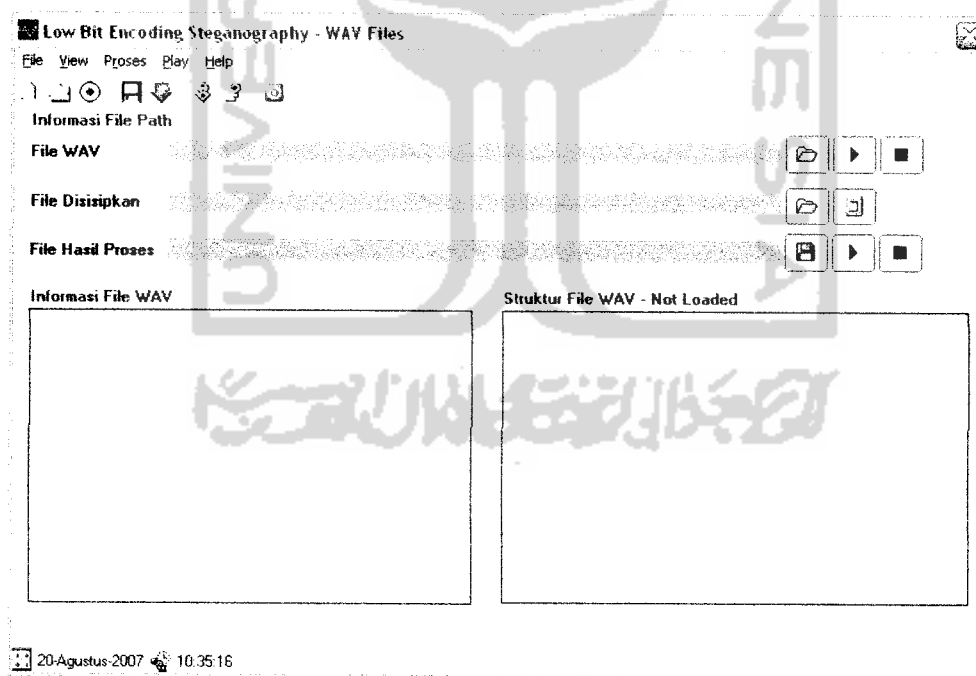 Low Bit Encoding Steganography - WAV Files
File View Proses Play Help
Informasi File Path
File WAV
File Disisipkan
File Hasil Proses
Informasi File WAV
Struktur File WAV - Not Loaded
20-Agustus-2007 10:35:16